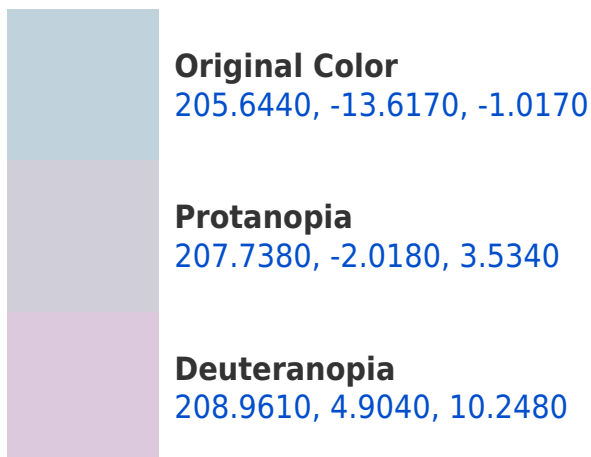 Original Color
205.6440, -13.6170, -1.0170
Protanopia
207.7380, -2.0180, 3.5340
Deuteranopia
208.9610, 4.9040, 10.2480